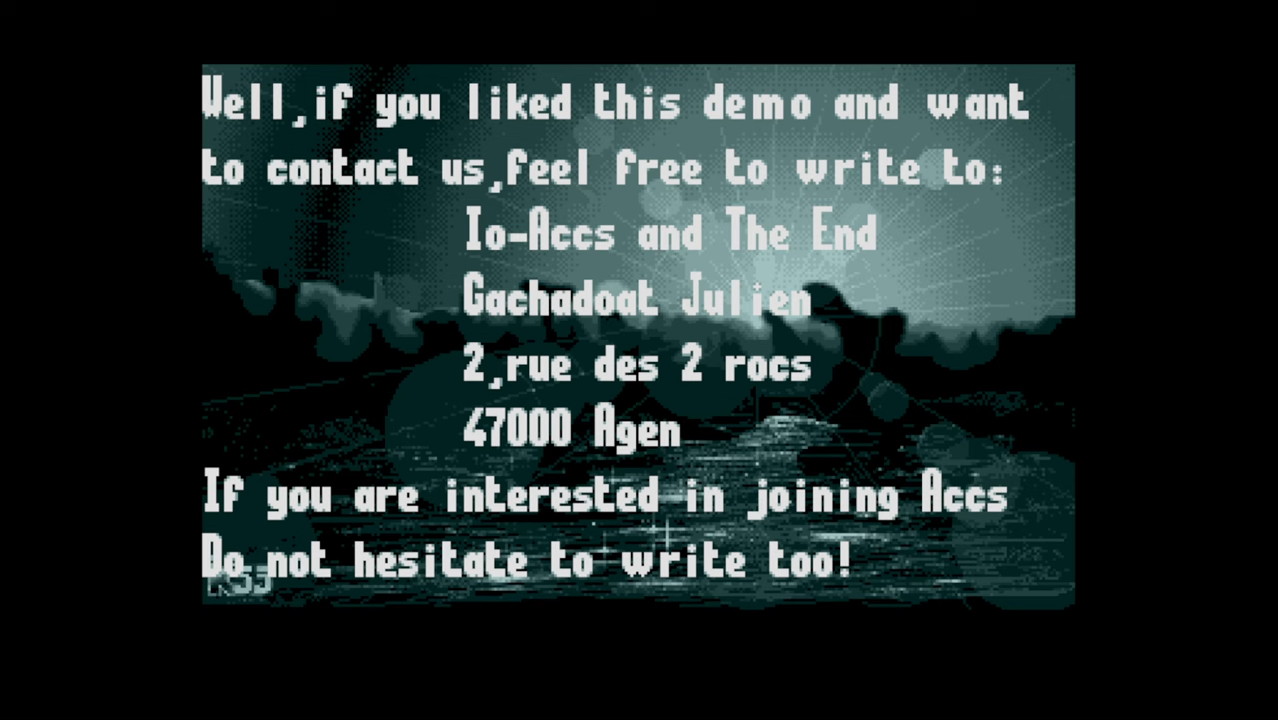 Well,if you liked this demo and want
to contact us,feel free to write to:
Io-Accs and The End
Gachadoat Julien
2,rue des 2 rocs
47000 Agen
If you are interested in joining Accs
Do not hesitate to write too!